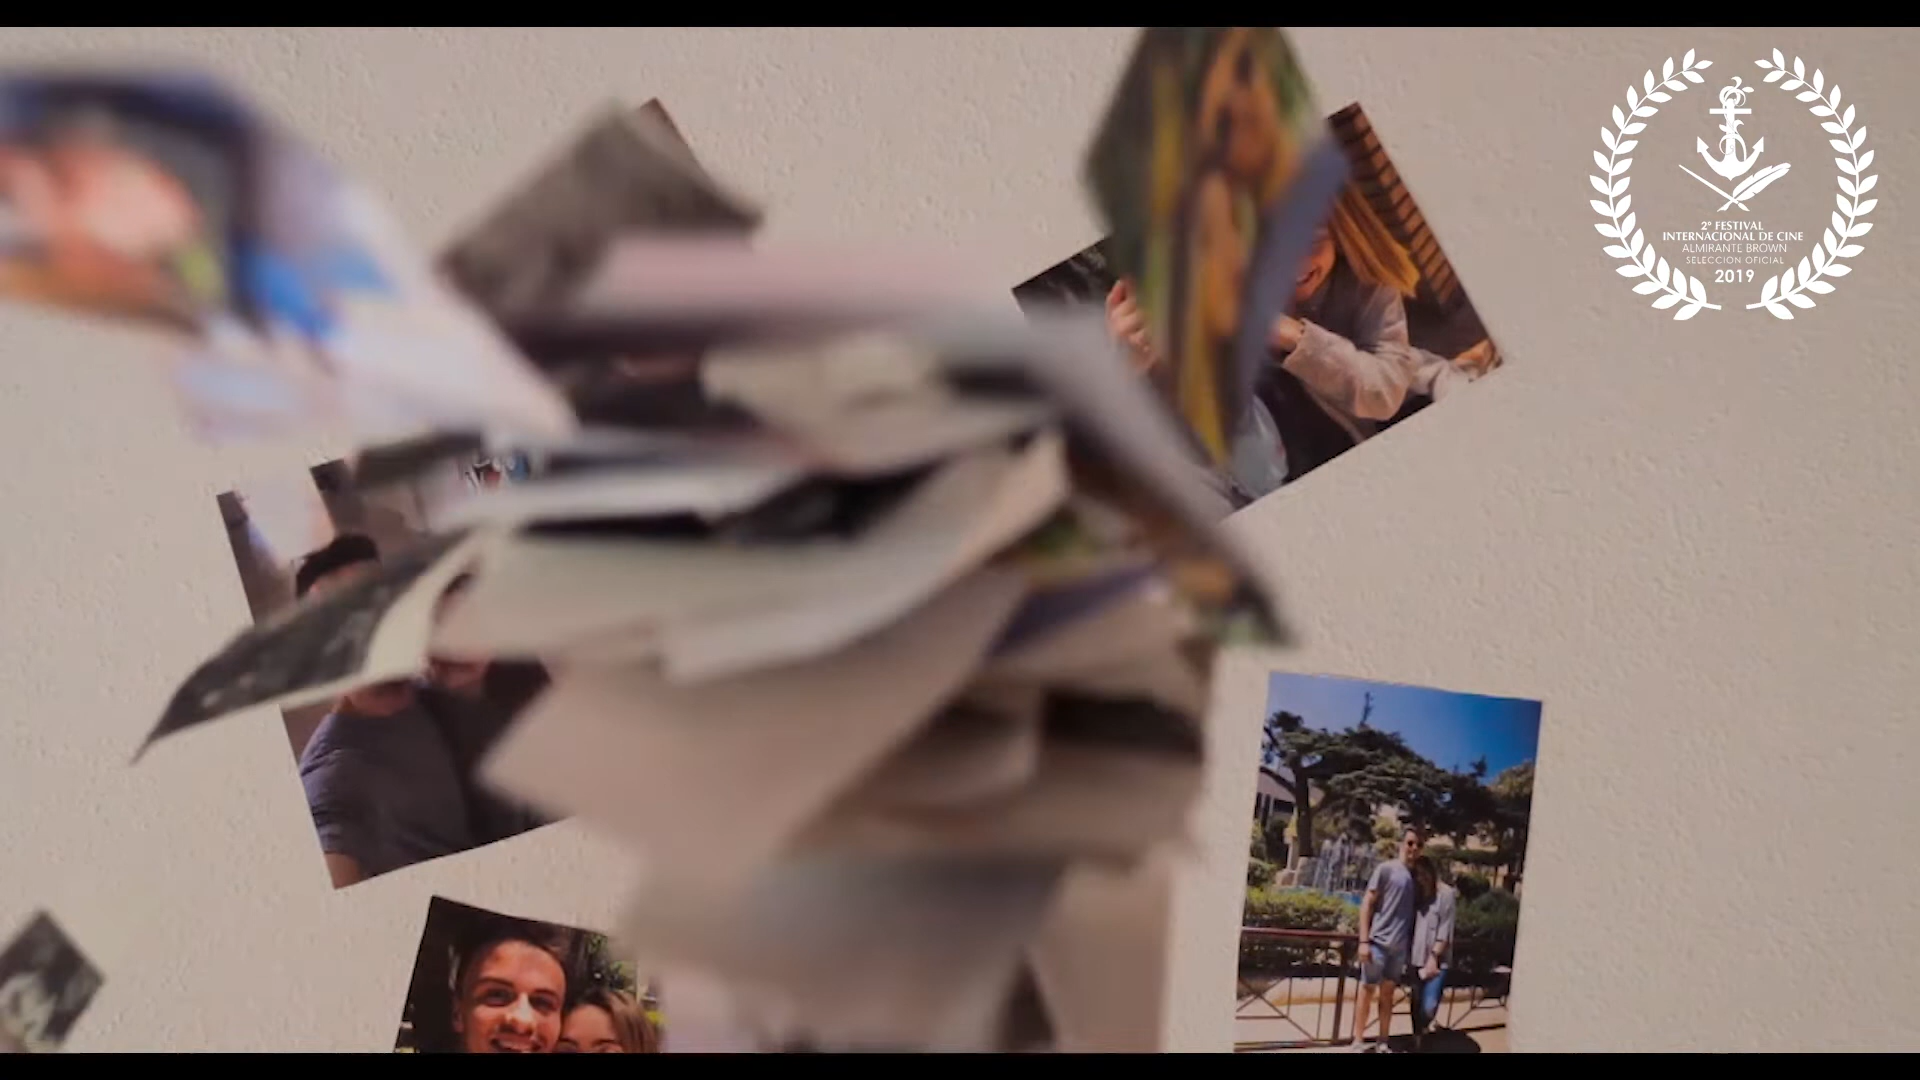 2º FESTIVAL
INTERNACIONAL DE CINE
ALMIRANTE BROWN
SELECCION OFICIAL
2019